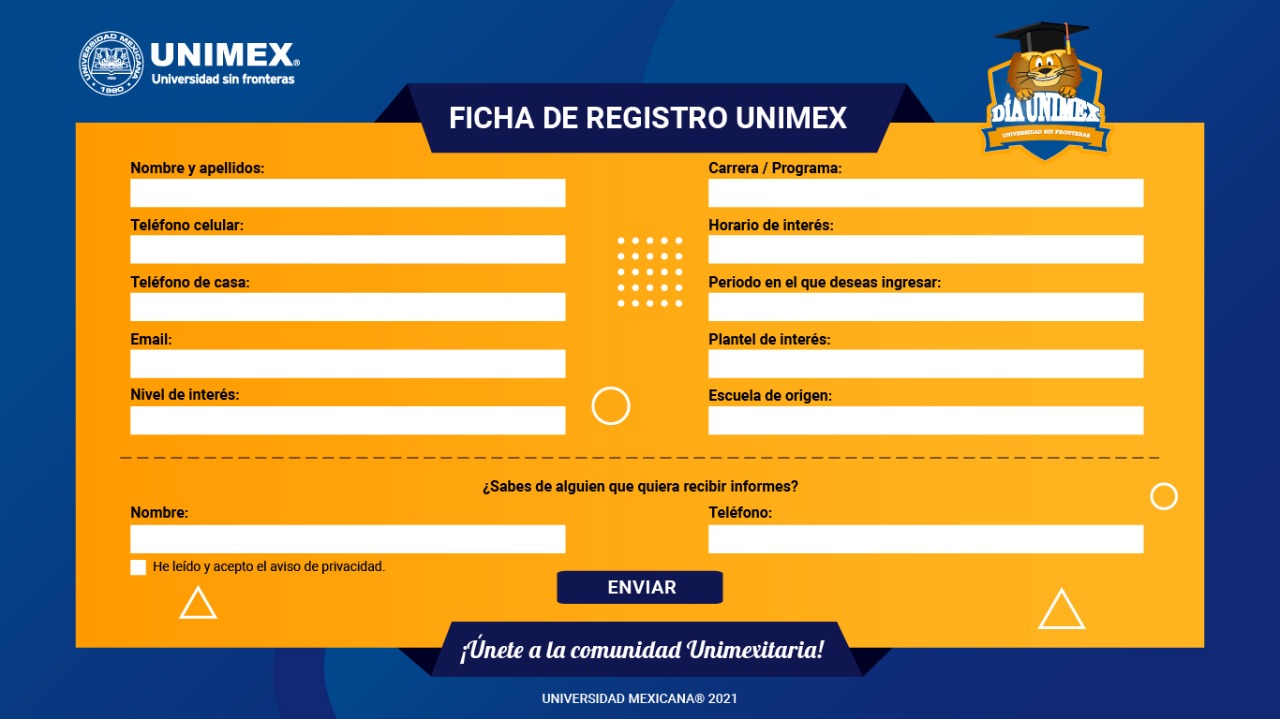 UNIVERSIDAD MEXICANA
1990
UNIMEX®
Universidad sin fronteras
DÍA UNIMEX
UNIVERSIDAD SIN FRONTERAS
FICHA DE REGISTRO UNIMEX
Nombre y apellidos:
Teléfono celular:
Teléfono de casa:
Email:
Nivel de interés:
Carrera / Programa:
Horario de interés:
Periodo en el que deseas ingresar:
Plantel de interés:
Escuela de origen:
¿Sabes de alguien que quiera recibir informes?
Nombre:
Teléfono:
He leído y acepto el aviso de privacidad.
ENVIAR
¡Únete a la comunidad Unimexitaria!
UNIVERSIDAD MEXICANA® 2021